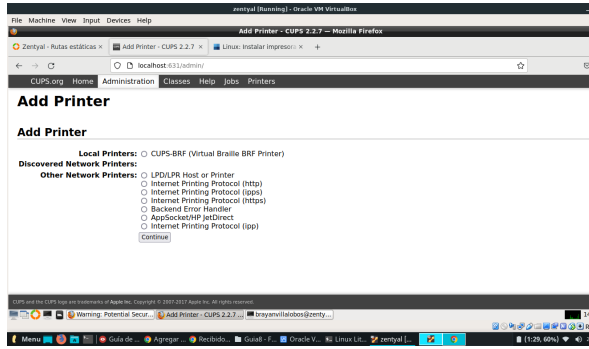 zentyal [Running] - Oracle VM VirtualBox
File Machine View Input Devices Help
Add Printer - CUPS 2.2.7 — Mozilla Firefox
Zentyal - Rutas estáticas × Add Printer - CUPS 2.2.7 × Linux: Instalar impresora × +
localhost:631/admin/
CUPS.org Home Administration Classes Help Jobs Printers
Add Printer
Add Printer
Local Printers: CUPS-BRF (Virtual Braille BRF Printer)
Discovered Network Printers:
Other Network Printers: LPD/LPR Host or Printer
Internet Printing Protocol (http)
Internet Printing Protocol (ipps)
Internet Printing Protocol (https)
Backend Error Handler
AppSocket/HP JetDirect
Internet Printing Protocol (ipp)
Continue
CUPS and the CUPS logo are trademarks of Apple Inc. Copyright © 2007-2017 Apple Inc. All rights reserved.
Warning: Potential Secur... Add Printer - CUPS 2.2.7 ... brayanvillalobos@zenty...
Menu Guía de ... Agregar ... Recibido... Guia8 - F... Oracle V... Linux Lit... zentyal [... (1:29, 60%)